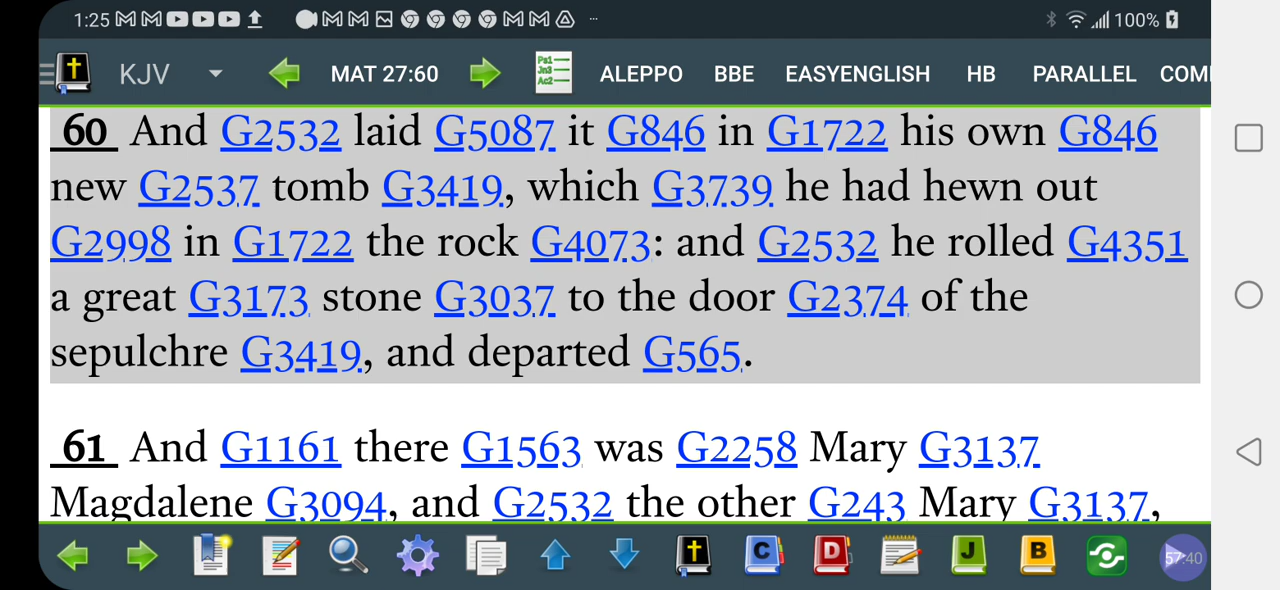 1:25 100%
KJV MAT 27:60 Ps1 Jn3 Ac2 ALEPPO BBE EASYENGLISH HB PARALLEL COM
60 And G2532 laid G5087 it G846 in G1722 his own G846
new G2537 tomb G3419, which G3739 he had hewn out
G2998 in G1722 the rock G4073: and G2532 he rolled G4351
a great G3173 stone G3037 to the door G2374 of the
sepulchre G3419, and departed G565.
61 And G1161 there G1563 was G2258 Mary G3137
Magdalene G3094, and G2532 the other G243 Mary G3137,
C D J B 57:40